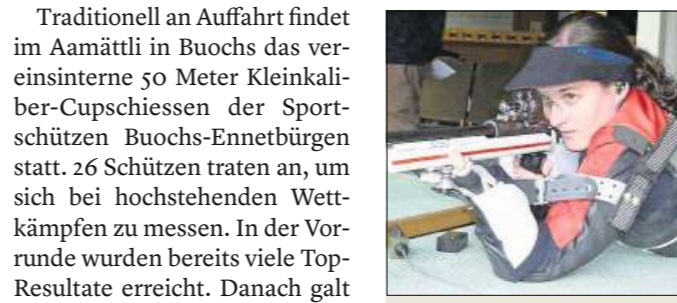 Traditionell an Auffahrt findet
im Aamättli in Buochs das ver-
einsinterne 50 Meter Kleinkali-
ber-Cupschiessen der Sport-
schützen Buochs-Ennetbürgen
statt. 26 Schützen traten an, um
sich bei hochstehenden Wett-
kämpfen zu messen. In der Vor-
runde wurden bereits viele Top-
Resultate erreicht. Danach galt